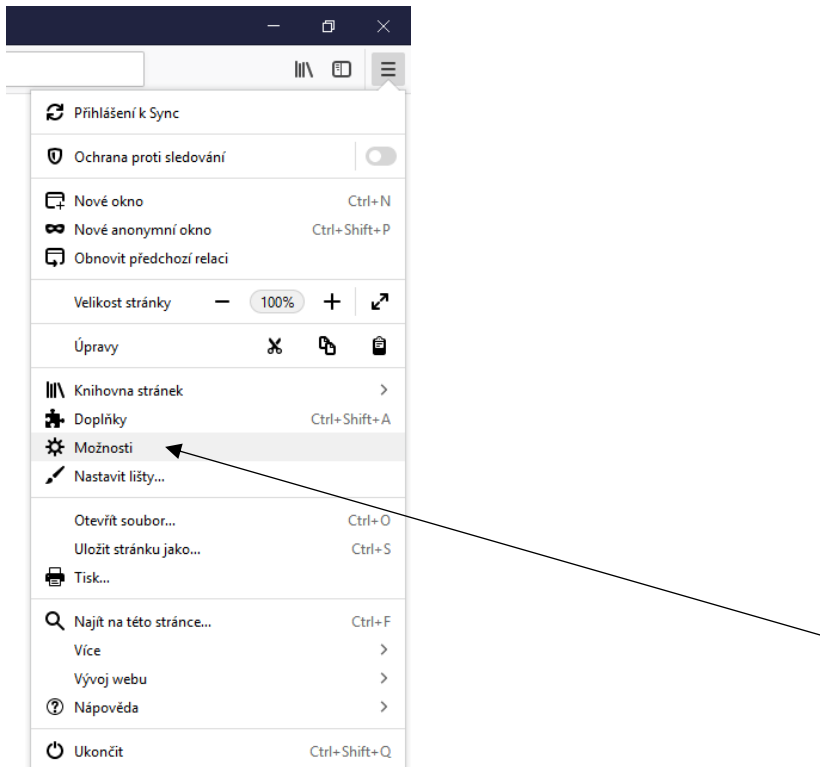 Přihlášení k Sync
Ochrana proti sledování
Nové okno Ctrl+N
Nové anonymní okno Ctrl+Shift+P
Obnovit předchozí relaci
Velikost stránky 100%
Úpravy
Knihovna stránek
Doplňky Ctrl+Shift+A
Možnosti
Nastavit lišty...
Otevřít soubor... Ctrl+O
Uložit stránku jako... Ctrl+S
Tisk...
Najít na této stránce... Ctrl+F
Více
Vývoj webu
Nápověda
Ukončit Ctrl+Shift+Q